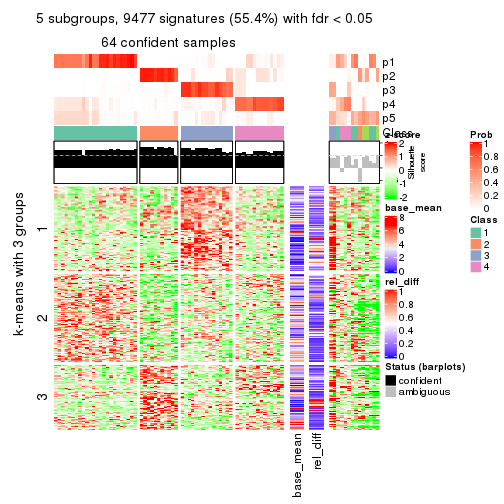 5 subgroups, 9477 signatures (55.4%) with fdr < 0.05
64 confident samples
p1
p2
p3
p4
p5
Class
Silhouette
score
1
2
3
k-means with 3 groups
base_mean
rel_diff
z-score
2
1
0
-1
-2
base_mean
8
6
4
2
0
rel_diff
1
0.8
0.6
0.4
0.2
0
Status (barplots)
confident
ambiguous
Prob
1
0.8
0.6
0.4
0.2
0
Class
1
2
3
4